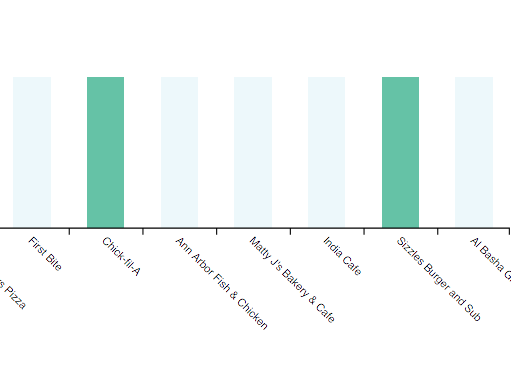 s Pizza
First Bite
Chick-fil-A
Ann Arbor Fish & Chicken
Matty J's Bakery & Cafe
India Cafe
Sizzles Burger and Sub
Al Basha